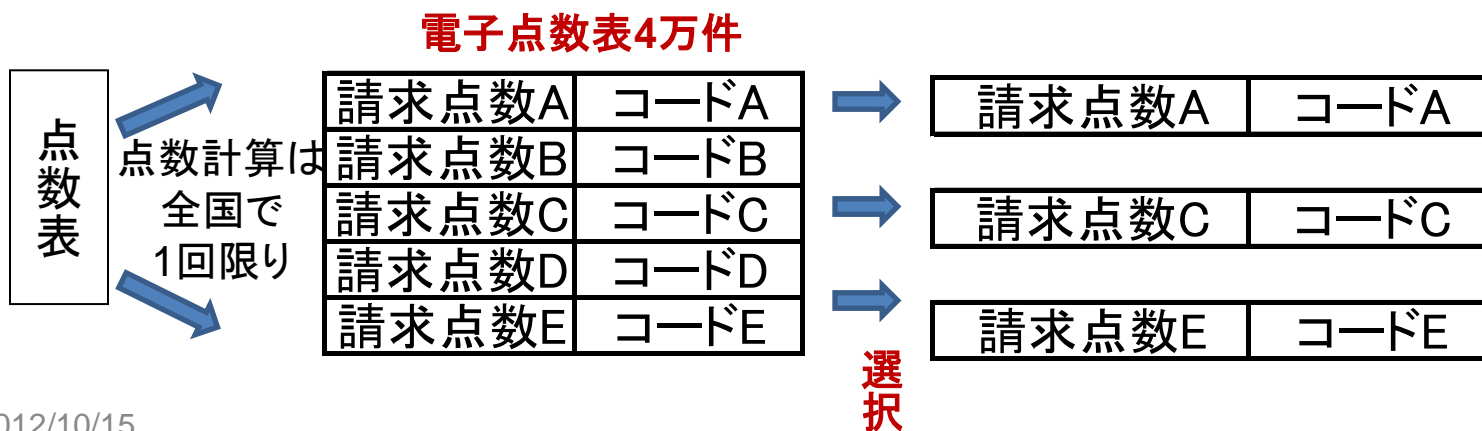 電子点数表4万件
点数表
点数計算は
全国で
1回限り
請求点数A コードA
請求点数B コードB
請求点数C コードC
請求点数D コードD
請求点数E コードE
選択
請求点数A コードA
請求点数C コードC
請求点数E コードE
012/10/15